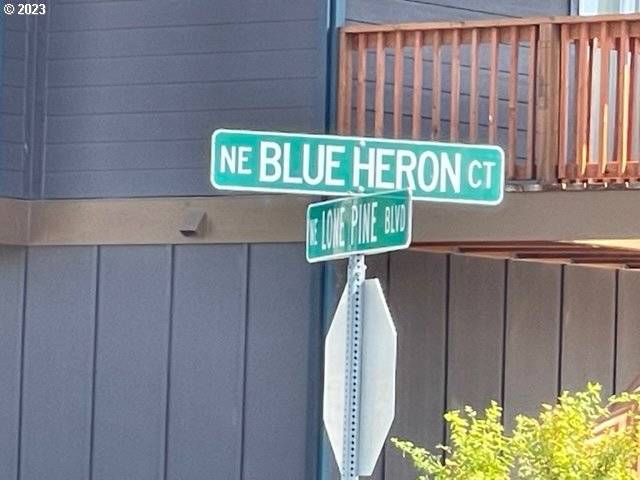 © 2023
NE BLUE HERON CT
NE LONE PINE BLVD